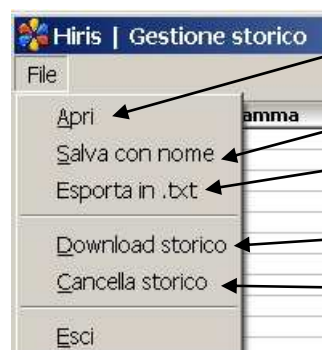 Hiris | Gestione storico
File
Apri
amma
Salva con nome
Esporta in .txt
Download storico
Cancella storico
Esci